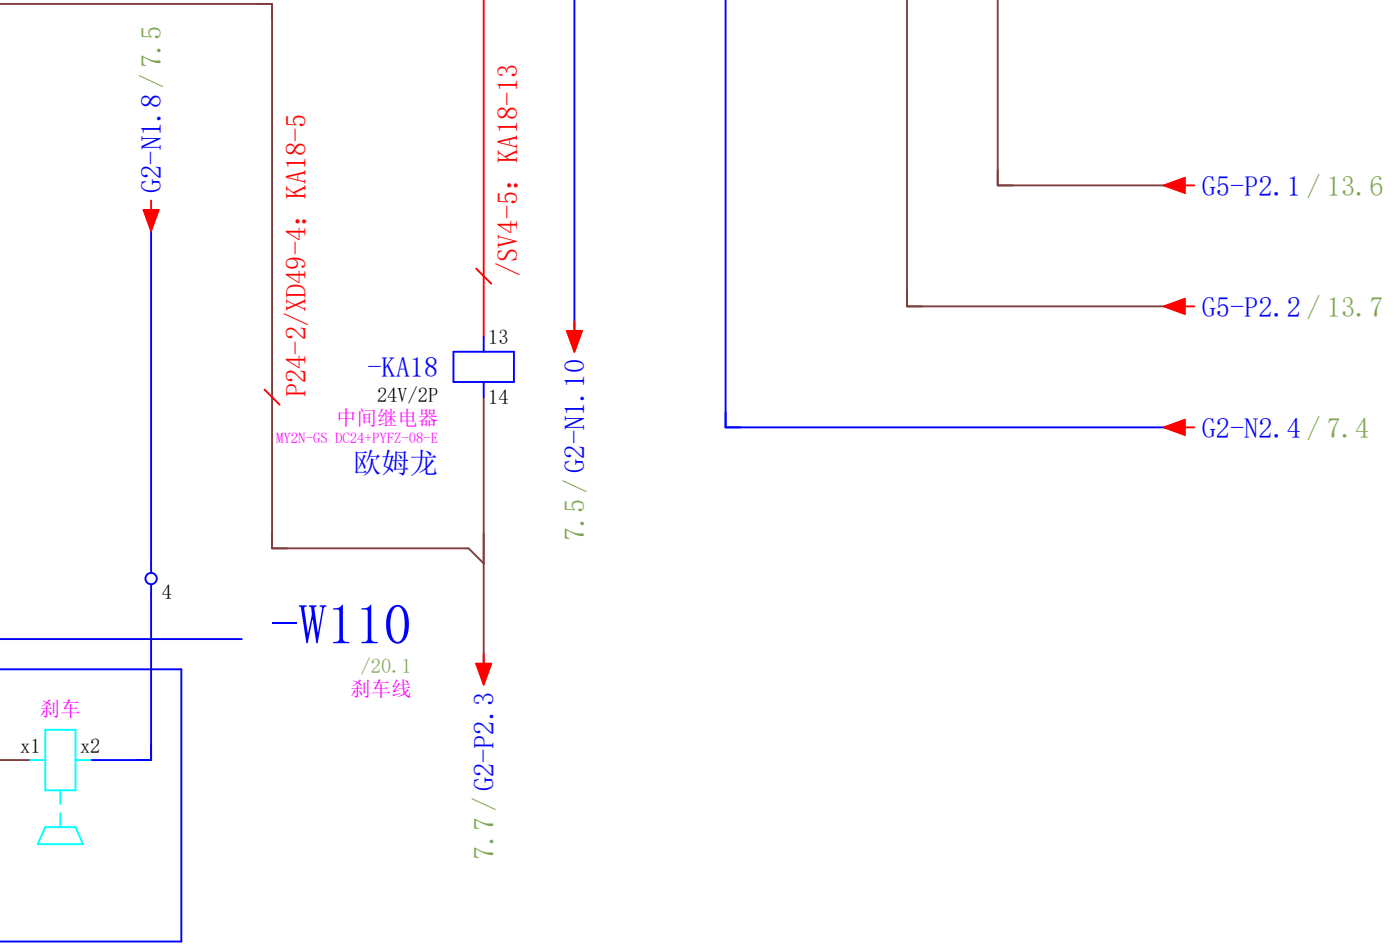 G2-N1.8/7.5
P24-2/XD49-4: KA18-5
/SV4-5: KA18-13
G5-P2.1/13.6
G5-P2.2/13.7
13
-KA18
24V/2P
14
中间继电器
MY2N-GS DC24+PYFZ-08-E
欧姆龙
7.5/G2-N1.10
G2-N2.4/7.4
4
-W110
/20.1
刹车线
7.7/G2-P2.3
刹车
x1
x2